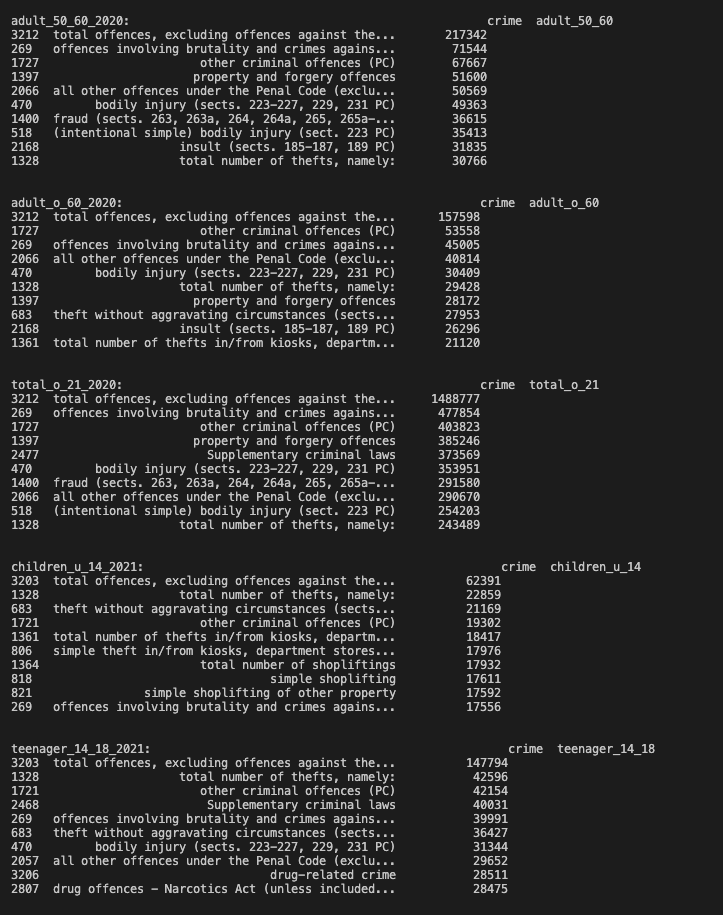 adult_50_60_2020: crime adult_50_60
3212 total offences, excluding offences against the... 217342
269 offences involving brutality and crimes agains... 71544
1727 other criminal offences (PC) 67667
1397 property and forgery offences 51600
2066 all other offences under the Penal Code (exclu... 50569
470 bodily injury (sects. 223-227, 229, 231 PC) 49363
1400 fraud (sects. 263, 263a, 264, 264a, 265, 265a-... 36615
518 (intentional simple) bodily injury (sect. 223 PC) 35413
2168 insult (sects. 185-187, 189 PC) 31835
1328 total number of thefts, namely: 30766
adult_o_60_2020: crime adult_o_60
3212 total offences, excluding offences against the... 157598
1727 other criminal offences (PC) 53558
269 offences involving brutality and crimes agains... 45005
2066 all other offences under the Penal Code (exclu... 40814
470 bodily injury (sects. 223-227, 229, 231 PC) 30409
1328 total number of thefts, namely: 29428
1397 property and forgery offences 28172
683 theft without aggravating circumstances (sects... 27953
2168 insult (sects. 185-187, 189 PC) 26296
1361 total number of thefts in/from kiosks, departm... 21120
total_o_21_2020: crime total_o_21
3212 total offences, excluding offences against the... 1488777
269 offences involving brutality and crimes agains... 477854
1727 other criminal offences (PC) 403823
1397 property and forgery offences 385246
2477 Supplementary criminal laws 373569
470 bodily injury (sects. 223-227, 229, 231 PC) 353951
1400 fraud (sects. 263, 263a, 264, 264a, 265, 265a-... 291580
2066 all other offences under the Penal Code (exclu... 290670
518 (intentional simple) bodily injury (sect. 223 PC) 254203
1328 total number of thefts, namely: 243489
children_u_14_2021: crime children_u_14
3203 total offences, excluding offences against the... 62391
1328 total number of thefts, namely: 22859
683 theft without aggravating circumstances (sects... 21169
1721 other criminal offences (PC) 19302
1361 total number of thefts in/from kiosks, departm... 18417
806 simple theft in/from kiosks, department stores... 17976
1364 total number of shopliftings 17932
818 simple shoplifting 17611
821 simple shoplifting of other property 17592
269 offences involving brutality and crimes agains... 17556
teenager_14_18_2021: crime teenager_14_18
3203 total offences, excluding offences against the... 147794
1328 total number of thefts, namely: 42596
1721 other criminal offences (PC) 42154
2468 Supplementary criminal laws 40031
269 offences involving brutality and crimes agains... 39991
683 theft without aggravating circumstances (sects... 36427
470 bodily injury (sects. 223-227, 229, 231 PC) 31344
2057 all other offences under the Penal Code (exclu... 29652
3206 drug-related crime 28511
2807 drug offences - Narcotics Act (unless included... 28475